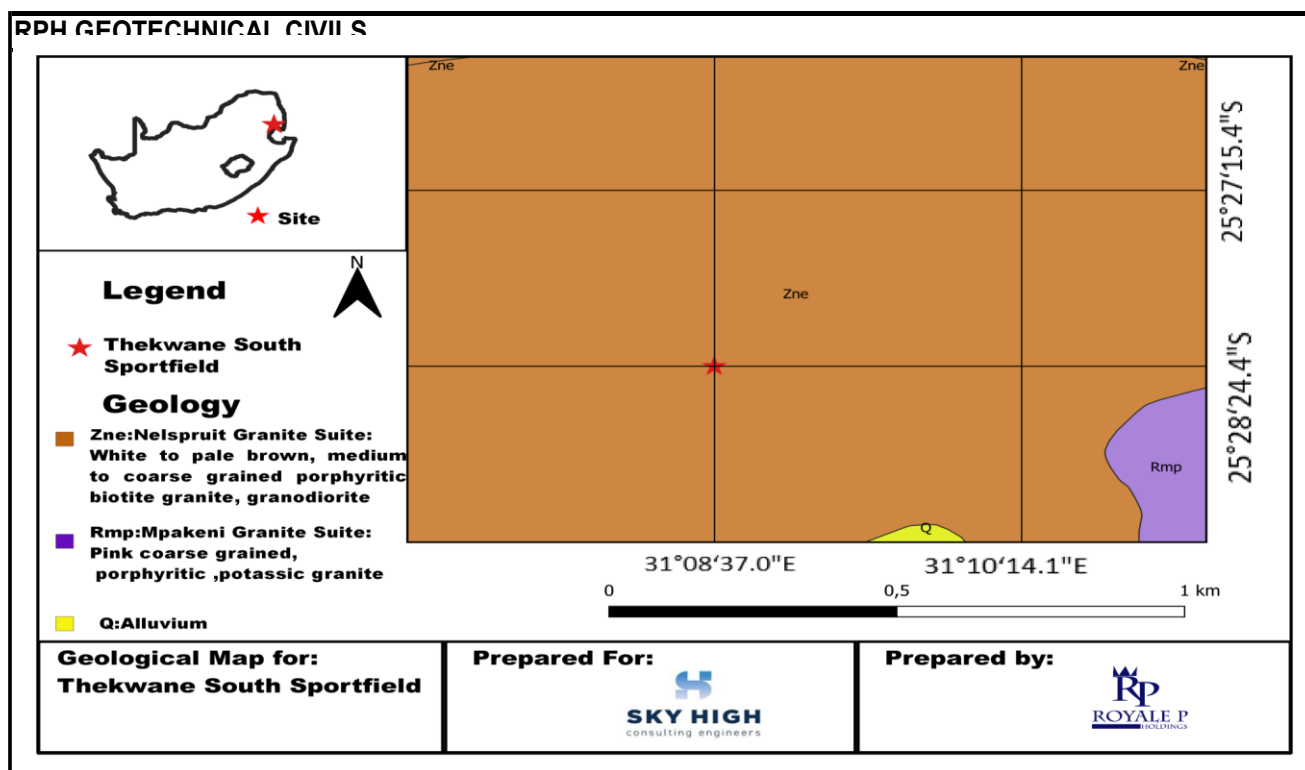 RPH GEOTECHNICAL CIVILS
Zne
Zne
25°27'15.4"S
Site
N
Legend
Zne
Thekwane South
Sportfield
25°28'24.4"S
Geology
Zne:Nelspruit Granite Suite:
White to pale brown, medium
to coarse grained porphyritic
biotite granite, granodiorite
Rmp
Rmp:Mpakeni Granite Suite:
Pink coarse grained,
porphyritic ,potassic granite
Q
31°08'37.0"E
31°10'14.1"E
0
0,5
1 km
Q:Alluvium
Geological Map for:
Thekwane South Sportfield
Prepared For:
SKY HIGH
consulting engineers
Prepared by:
RP
ROYALE P
HOLDINGS